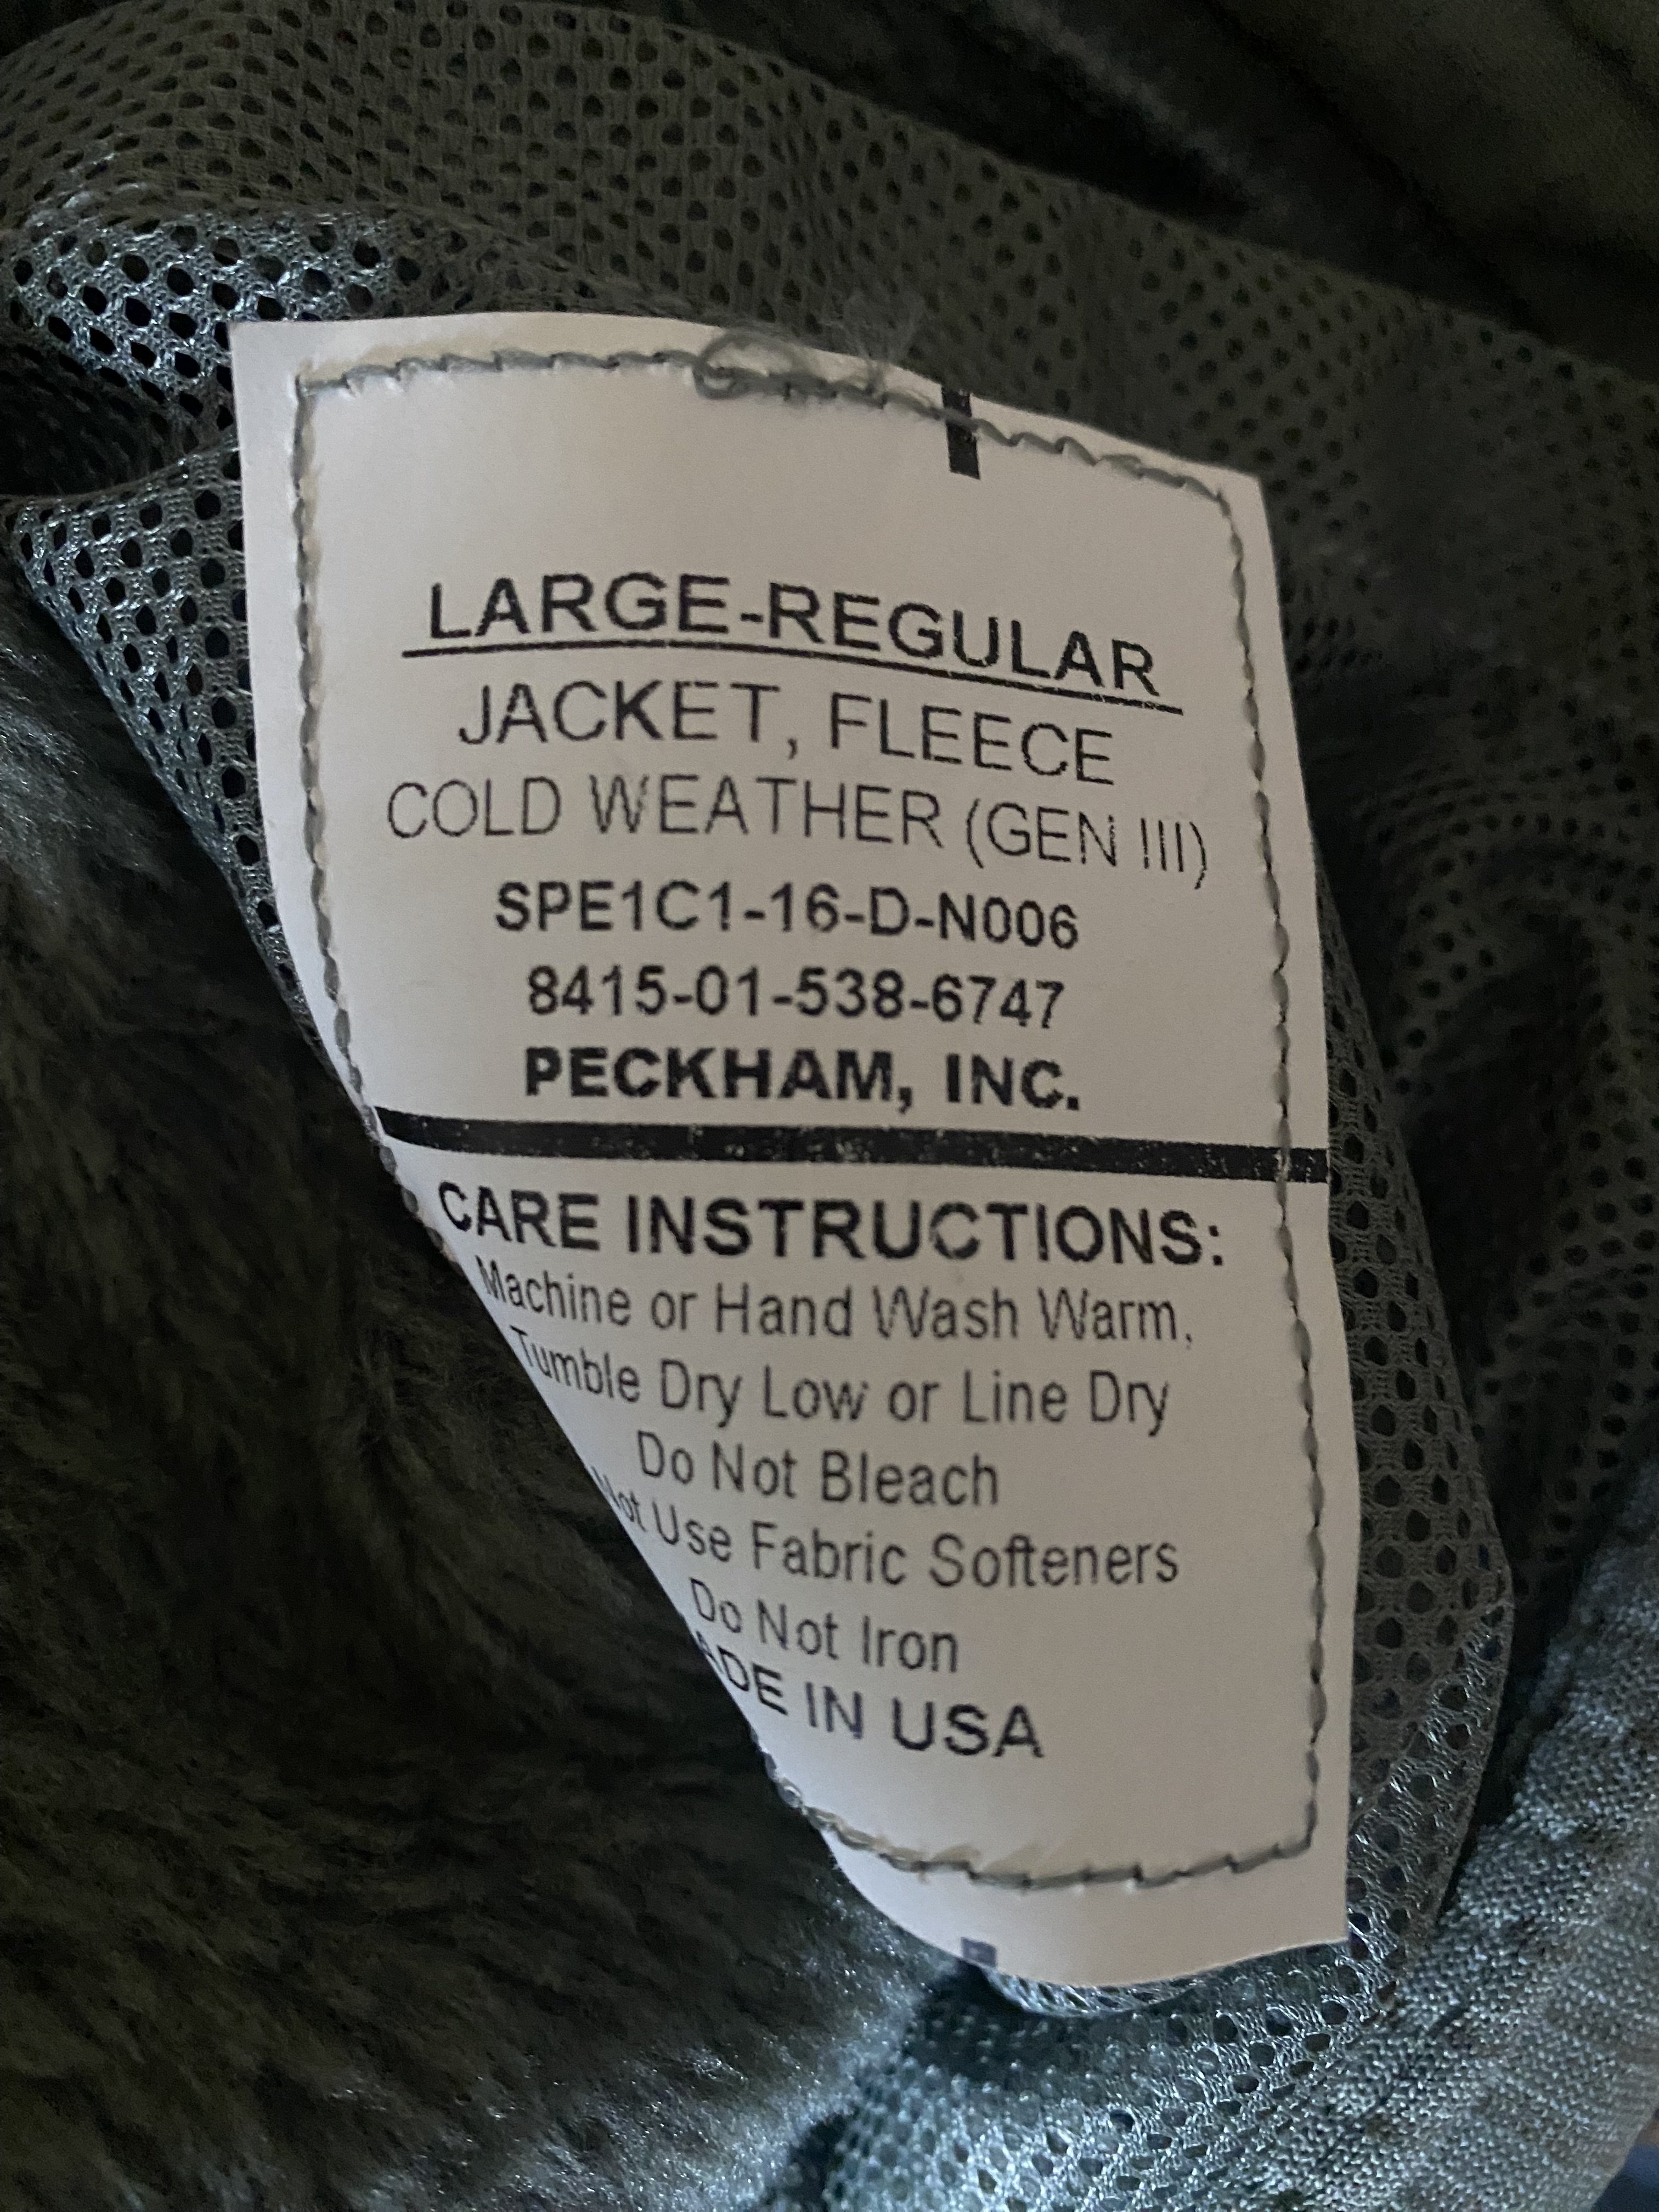 LARGE-REGULAR
JACKET, FLEECE
COLD WEATHER (GEN III)
SPE1C1-16-D-N006
8415-01-538-6747
PECKHAM, INC.
CARE INSTRUCTIONS:
Machine or Hand Wash Warm,
Tumble Dry Low or Line Dry
Do Not Bleach
Not Use Fabric Softeners
Do Not Iron
ADE IN USA